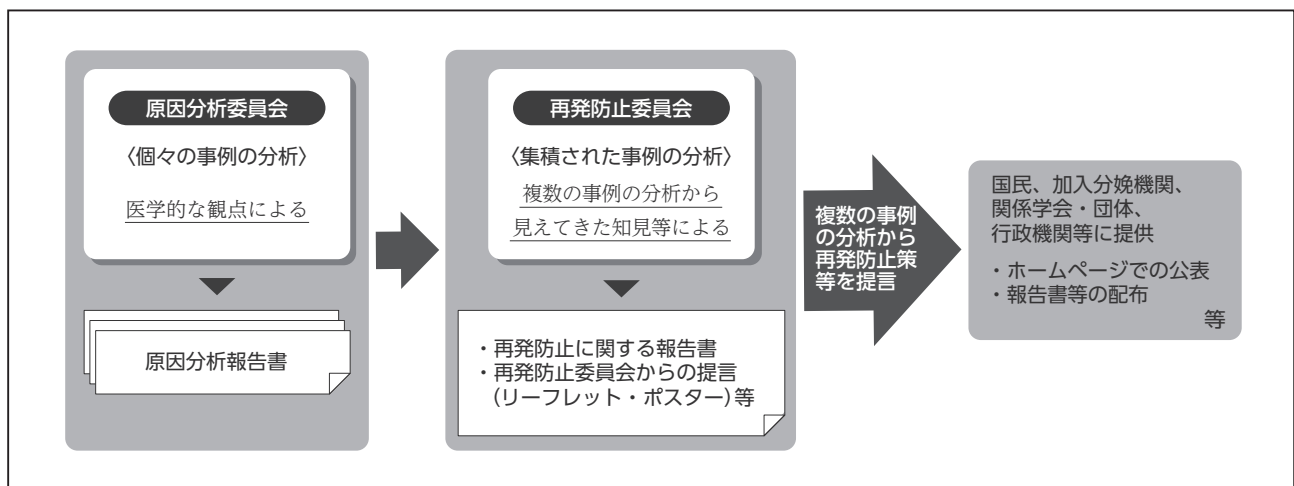 原因分析委員会
〈個々の事例の分析〉
医学的な観点による
原因分析報告書
再発防止委員会
〈集積された事例の分析〉
複数の事例の分析から
見えてきた知見等による
・再発防止に関する報告書
・再発防止委員会からの提言
（リーフレット・ポスター）等
複数の事例
の分析から
再発防止策
等を提言
国民、加入分娩機関、
関係学会・団体、
行政機関等に提供
・ホームページでの公表
・報告書等の配布
等